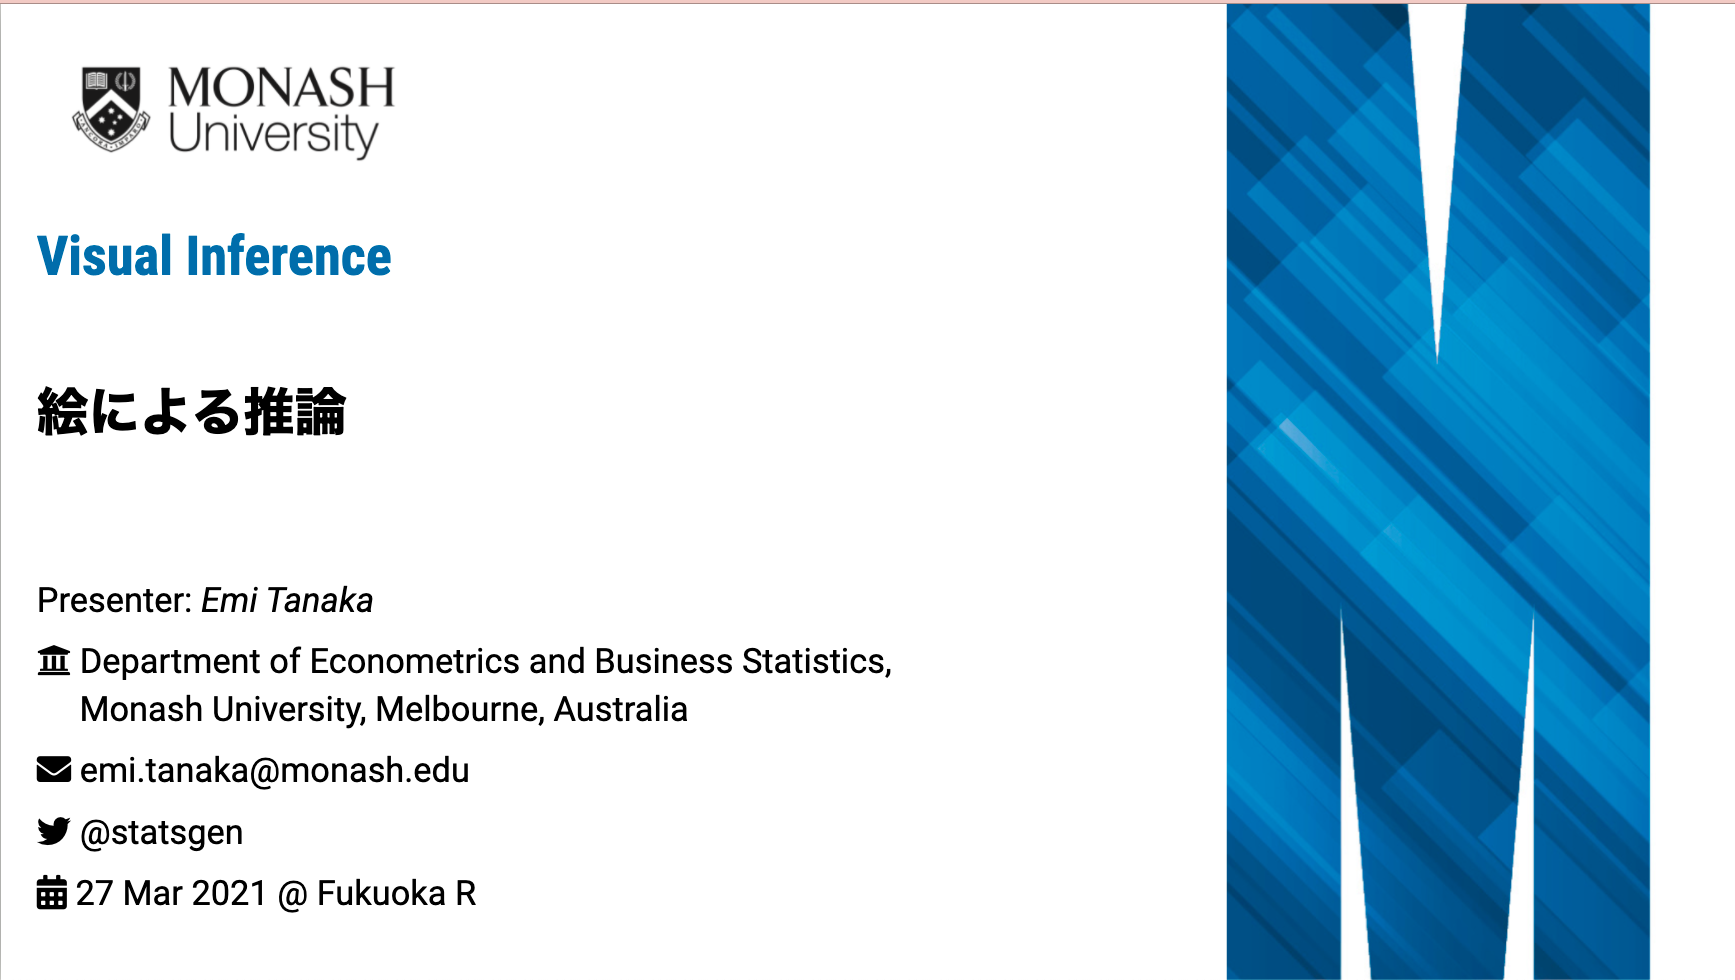 MONASH
University
Visual Inference
絵による推論
Presenter: Emi Tanaka
Department of Econometrics and Business Statistics,
Monash University, Melbourne, Australia
emi.tanaka@monash.edu
@statsgen
27 Mar 2021 @ Fukuoka R